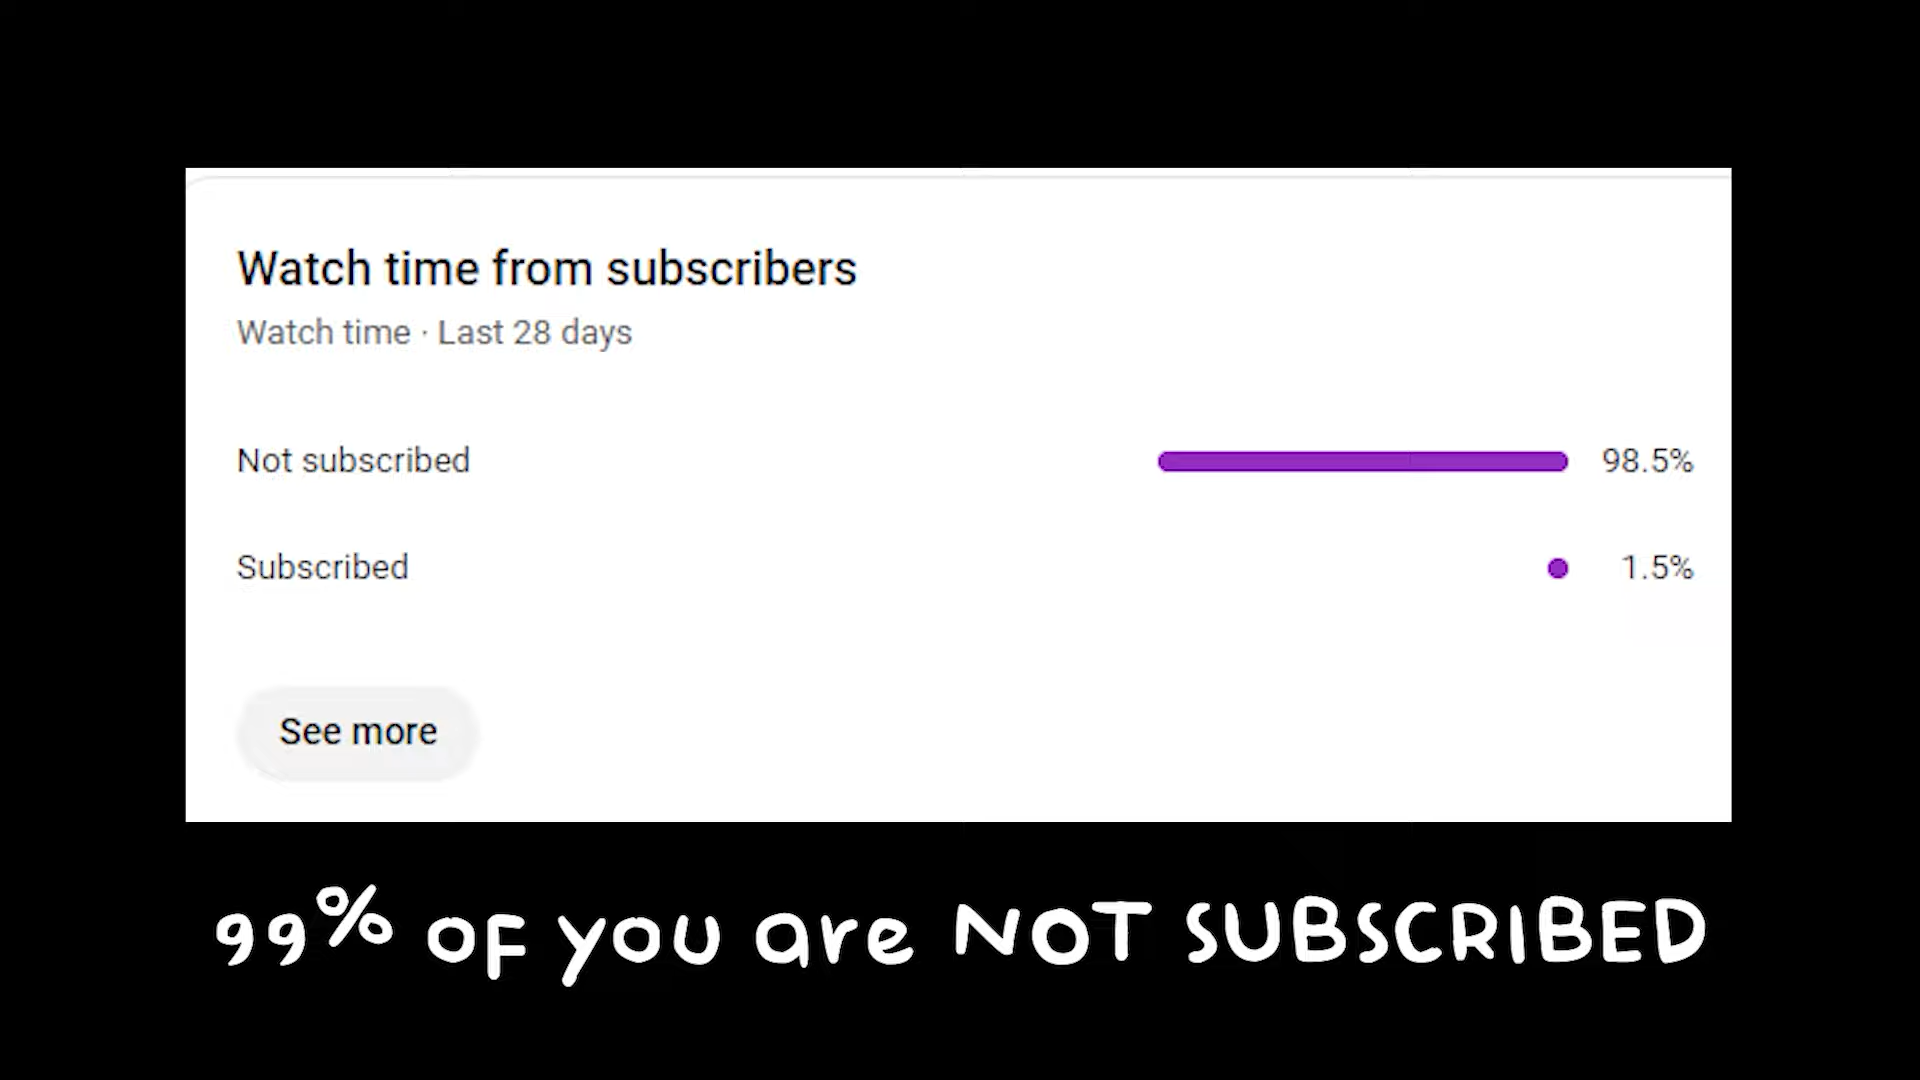 Watch time from subscribers
Watch time · Last 28 days
Not subscribed 98.5%
Subscribed 1.5%
See more
99% OF you are NOT SUBSCRIBED